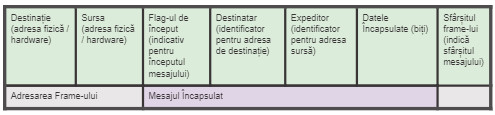 Destinație
(adresa fizică /
hardware)
Sursa
(adresa fizică
/ hardware)
Flag-ul de
început
(indicativ
pentru
începutul
mesajului)
Destinatar
(identificator
pentru adresa
de destinație)
Expeditor
(identificator
pentru adresa
sursă)
Datele
Încapsulate (biți)
Sfârșitul
frame-lui
(indică
sfârșitul
mesajului)
Adresarea Frame-ului
Mesajul Încapsulat